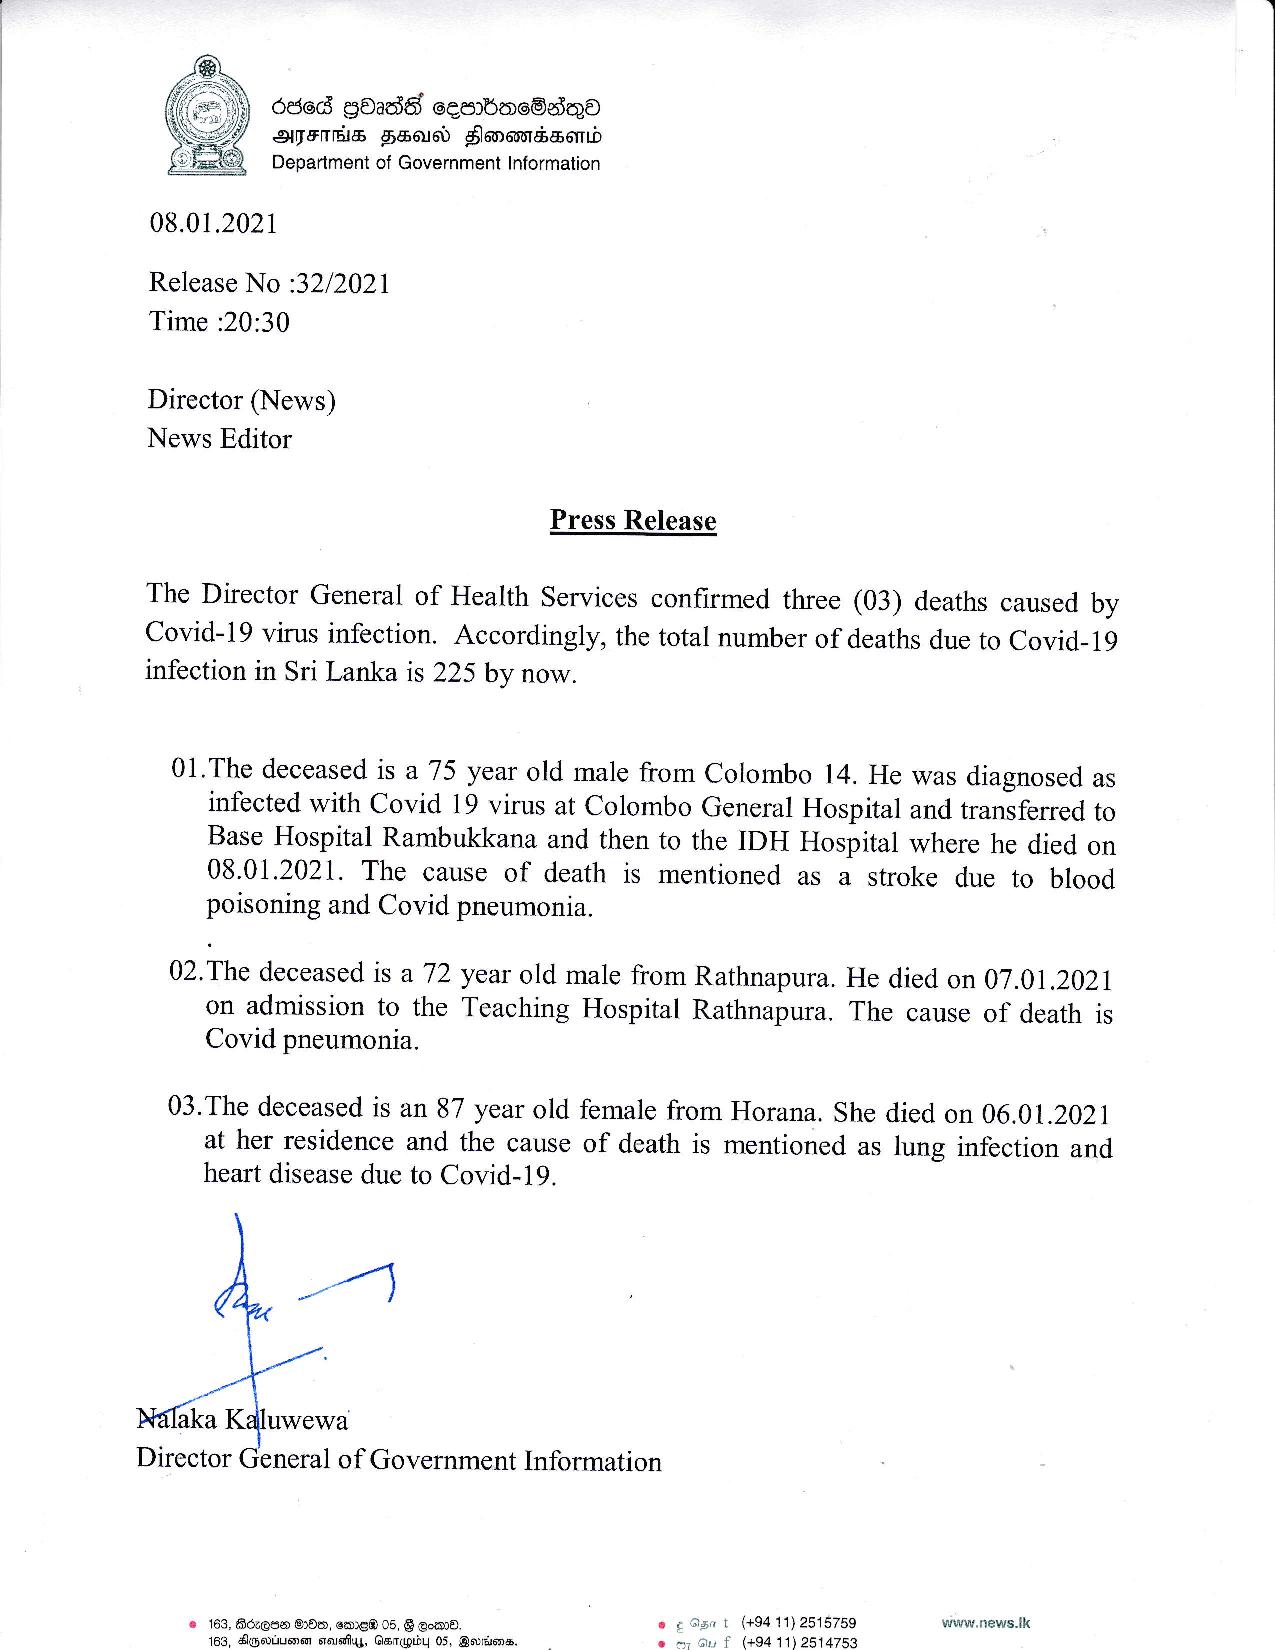 රජයේ ප්‍රවෘත්ති දෙපාර්තමේන්තුව
அரசாங்க தகவல் திணைக்களம்
Department of Government Information
08.01.2021
Release No :32/2021
Time :20:30
Director (News)
News Editor
Press Release
The Director General of Health Services confirmed three (03) deaths caused by
Covid-19 virus infection. Accordingly, the total number of deaths due to Covid-19
infection in Sri Lanka is 225 by now.
01.The deceased is a 75 year old male from Colombo 14. He was diagnosed as
infected with Covid 19 virus at Colombo General Hospital and transferred to
Base Hospital Rambukkana and then to the IDH Hospital where he died on
08.01.2021. The cause of death is mentioned as a stroke due to blood
poisoning and Covid pneumonia.
.
02.The deceased is a 72 year old male from Rathnapura. He died on 07.01.2021
on admission to the Teaching Hospital Rathnapura. The cause of death is
Covid pneumonia.
03.The deceased is an 87 year old female from Horana. She died on 06.01.2021
at her residence and the cause of death is mentioned as lung infection and
heart disease due to Covid-19.
Nalaka Kaluwewa
Director General of Government Information
163, කිරුලපන මාවත, කොළඹ 05, ශ්‍රී ලංකාව.
163, கிருலப்பனை எவனியூ, கொழும்பு 05, இலங்கை.
දු தொ t (+94 11) 2515759
ෆැ பெ f (+94 11) 2514753
www.news.lk